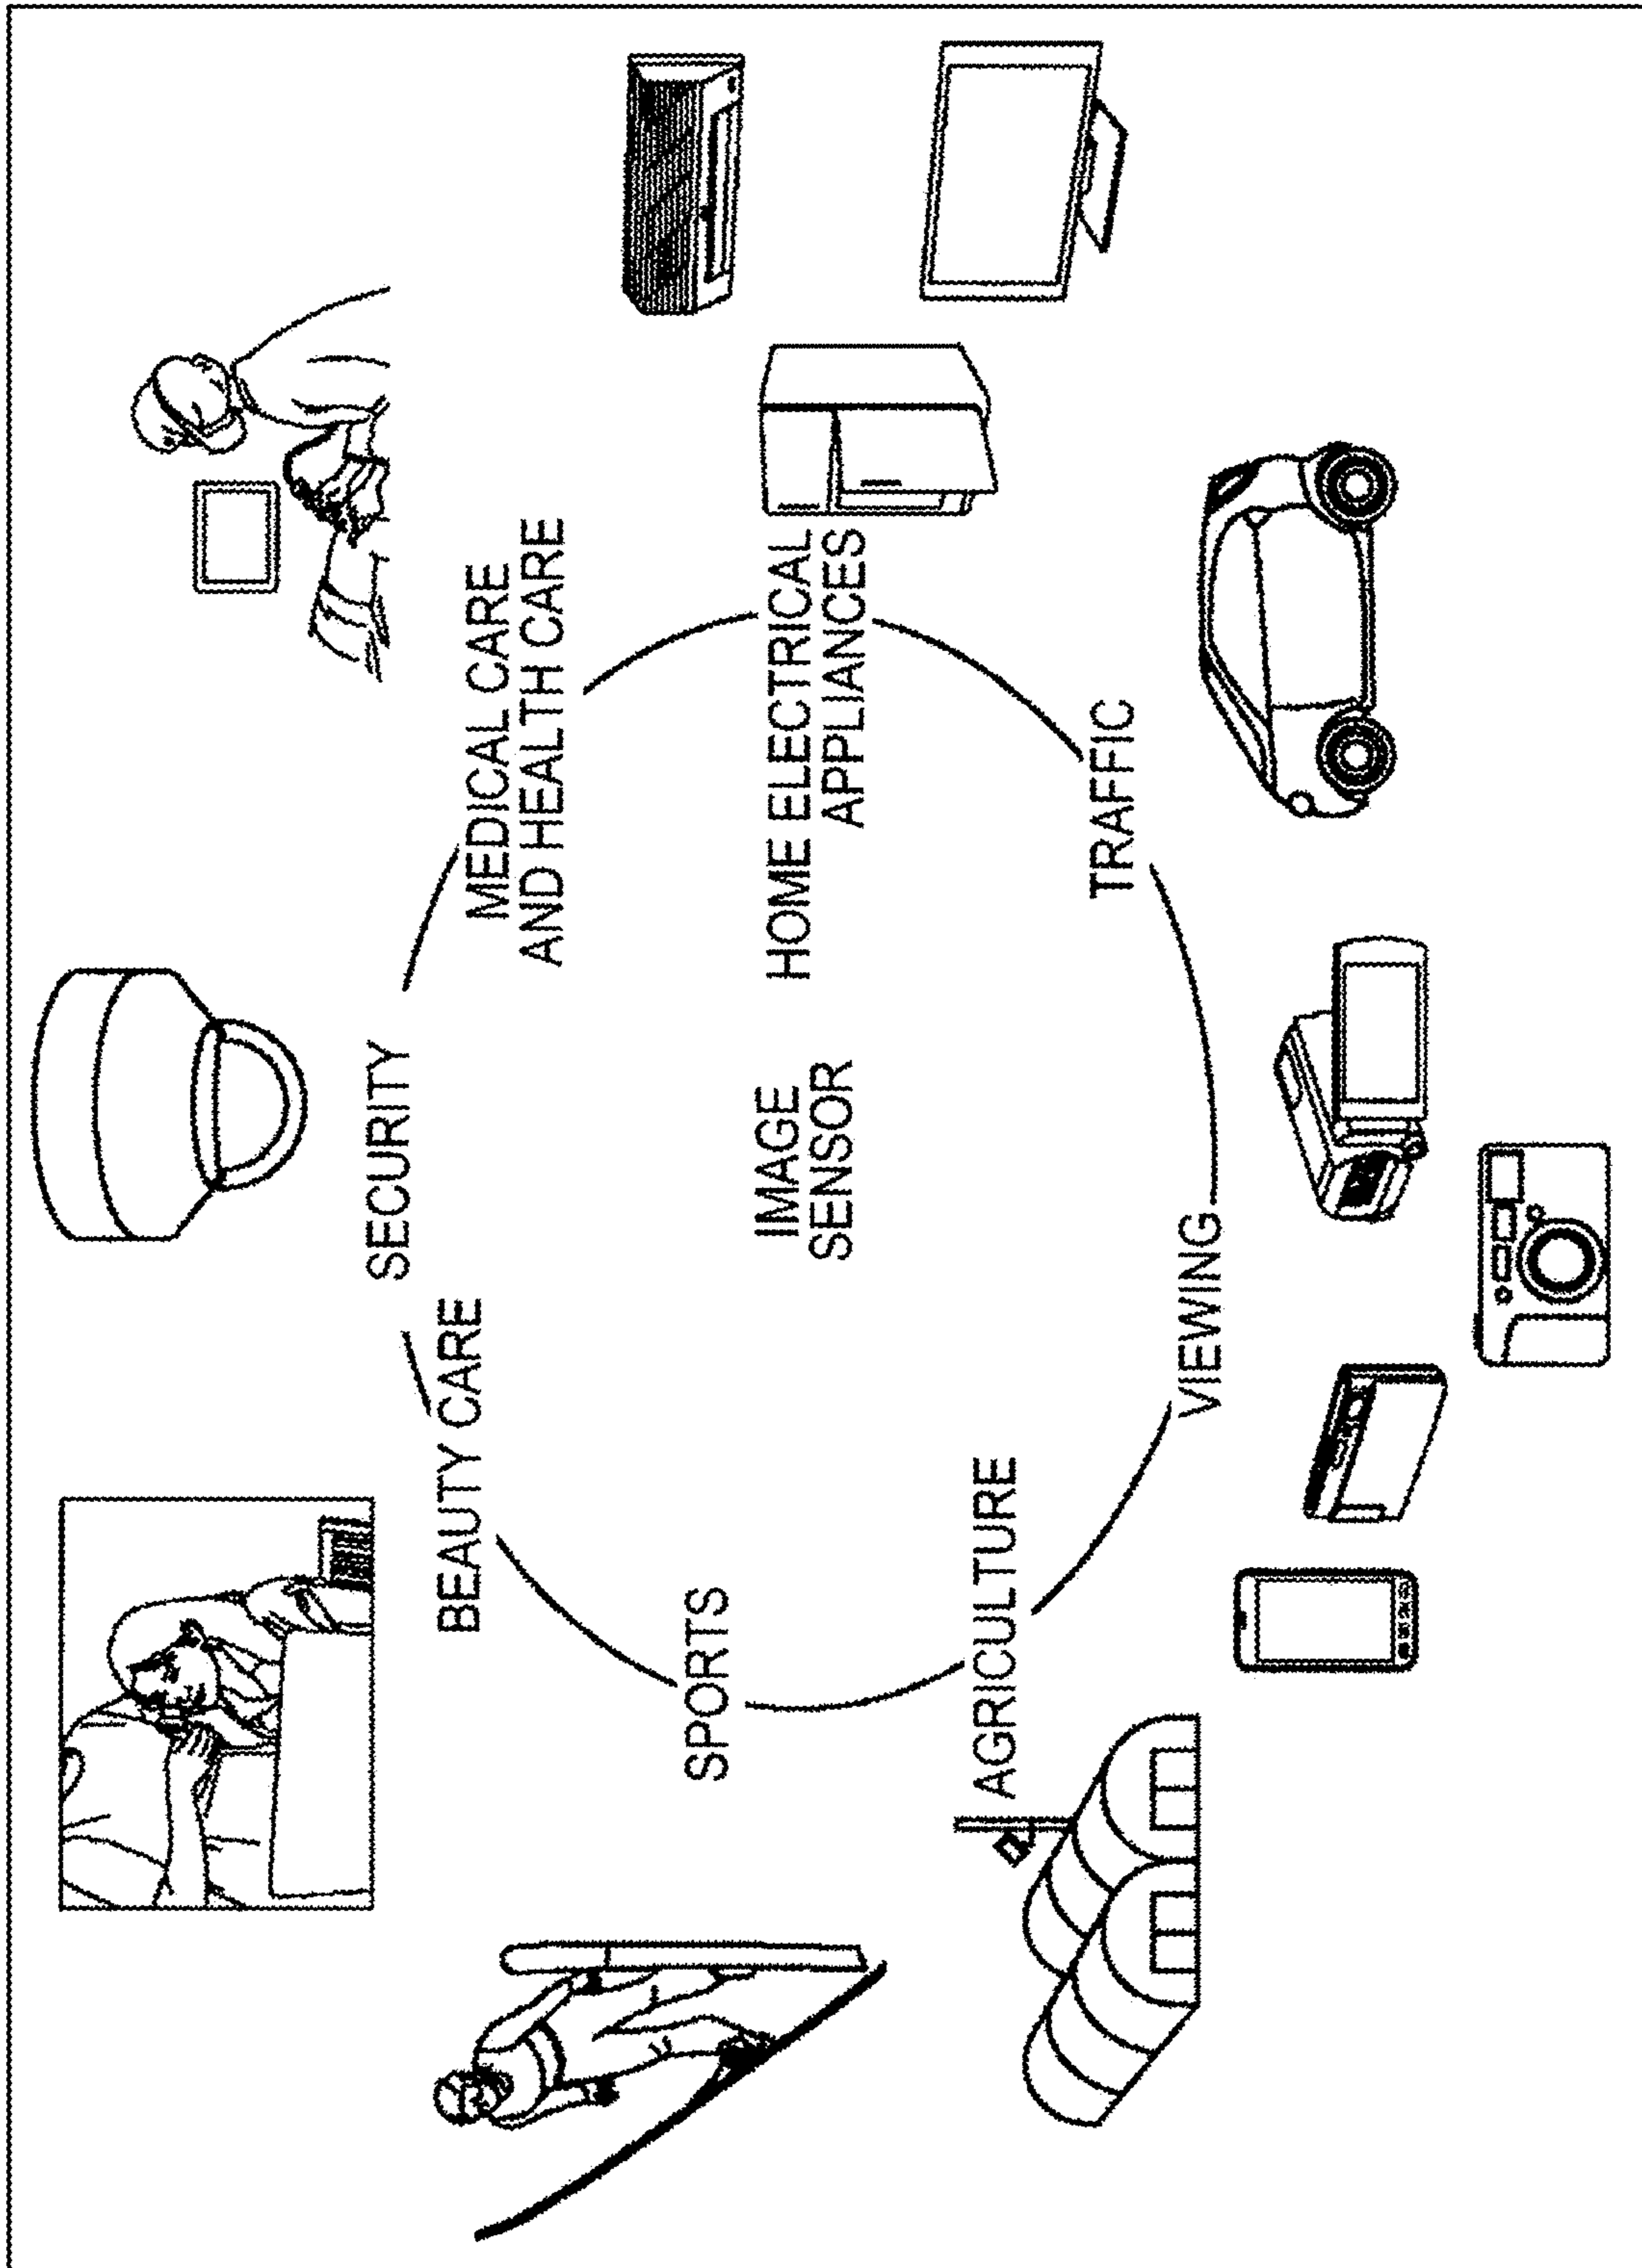 SECURITY
BEAUTY CARE
MEDICAL CARE
AND HEALTH CARE
SPORTS
IMAGE
SENSOR
HOME ELECTRICAL
APPLIANCES
AGRICULTURE
TRAFFIC
VIEWING